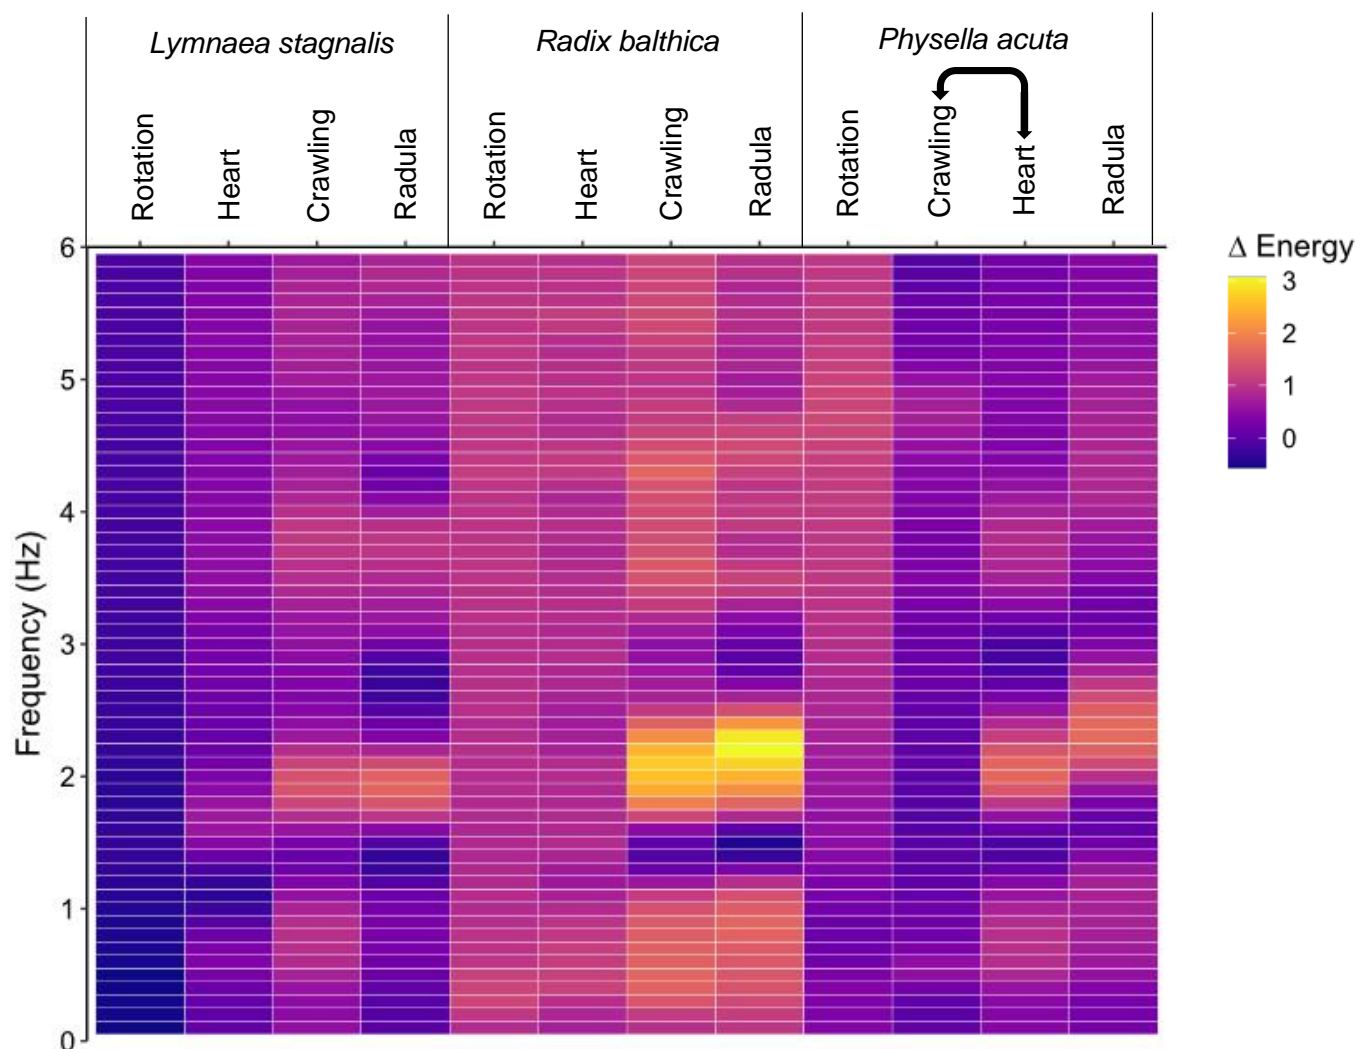 Lymnaea stagnalis
Radix balthica
Physella acuta
Rotation
Heart
Crawling
Radula
Rotation
Heart
Crawling
Radula
Rotation
Crawling
Heart
Radula
Δ Energy
3
2
1
0
6
5
4
3
2
1
0
Frequency (Hz)